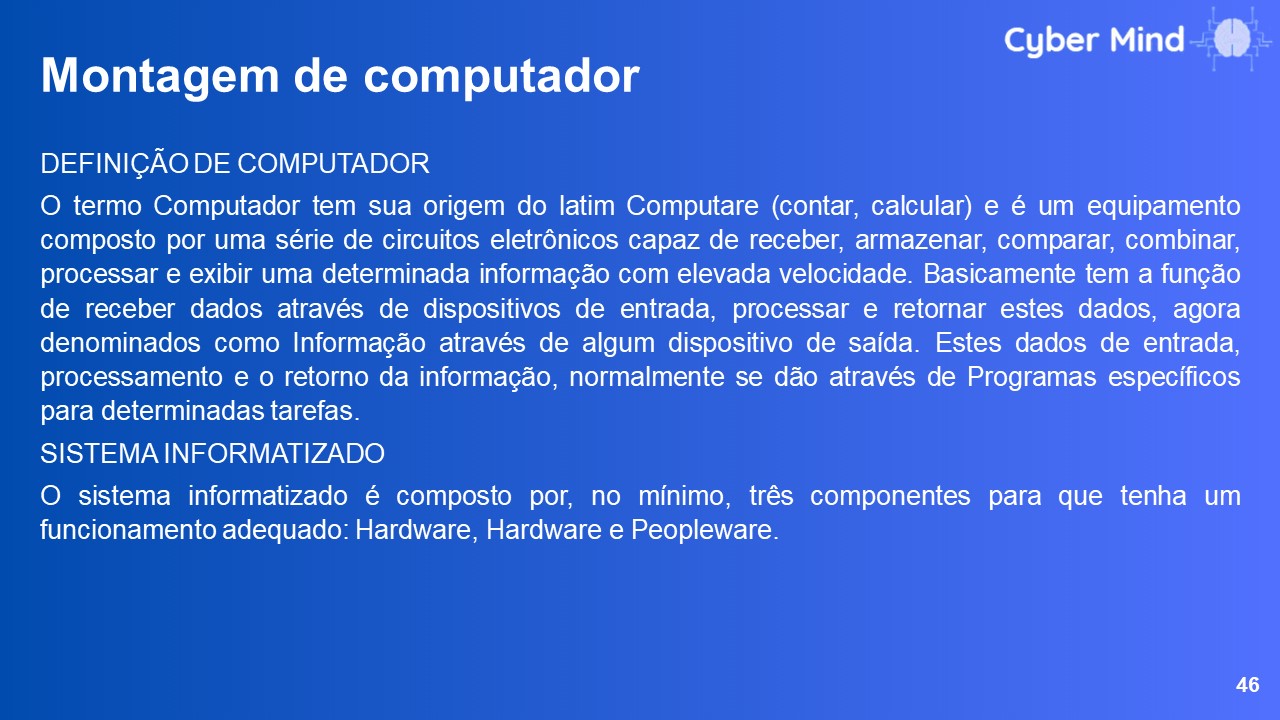 Cyber Mind
Montagem de computador
DEFINIÇÃO DE COMPUTADOR
O termo Computador tem sua origem do latim Computare (contar, calcular) e é um equipamento
composto por uma série de circuitos eletrônicos capaz de receber, armazenar, comparar, combinar,
processar e exibir uma determinada informação com elevada velocidade. Basicamente tem a função
de receber dados através de dispositivos de entrada, processar e retornar estes dados, agora
denominados como Informação através de algum dispositivo de saída. Estes dados de entrada,
processamento e o retorno da informação, normalmente se dão através de Programas específicos
para determinadas tarefas.
SISTEMA INFORMATIZADO
O sistema informatizado é composto por, no mínimo, três componentes para que tenha um
funcionamento adequado: Hardware, Hardware e Peopleware.
46